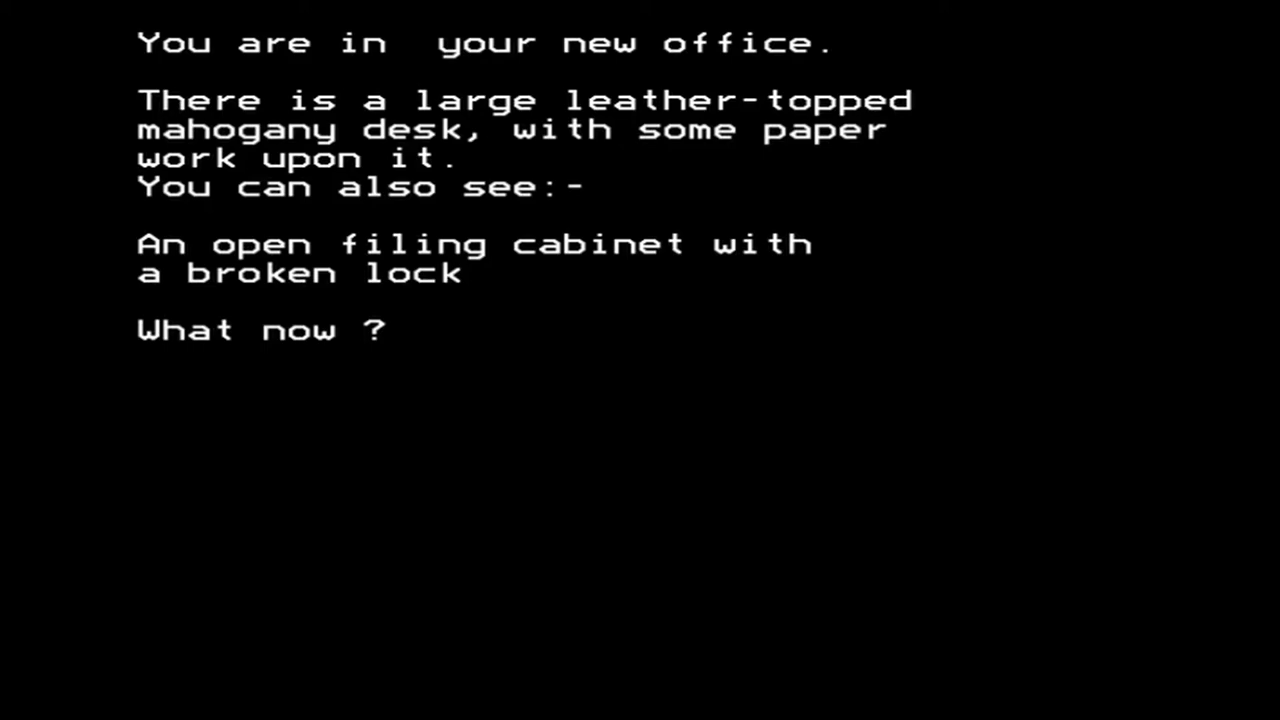 You are in  your new office.
There is a large leather-topped
mahogany desk, with some paper
work upon it.
You can also see:-
An open filing cabinet with
a broken lock
What now ?